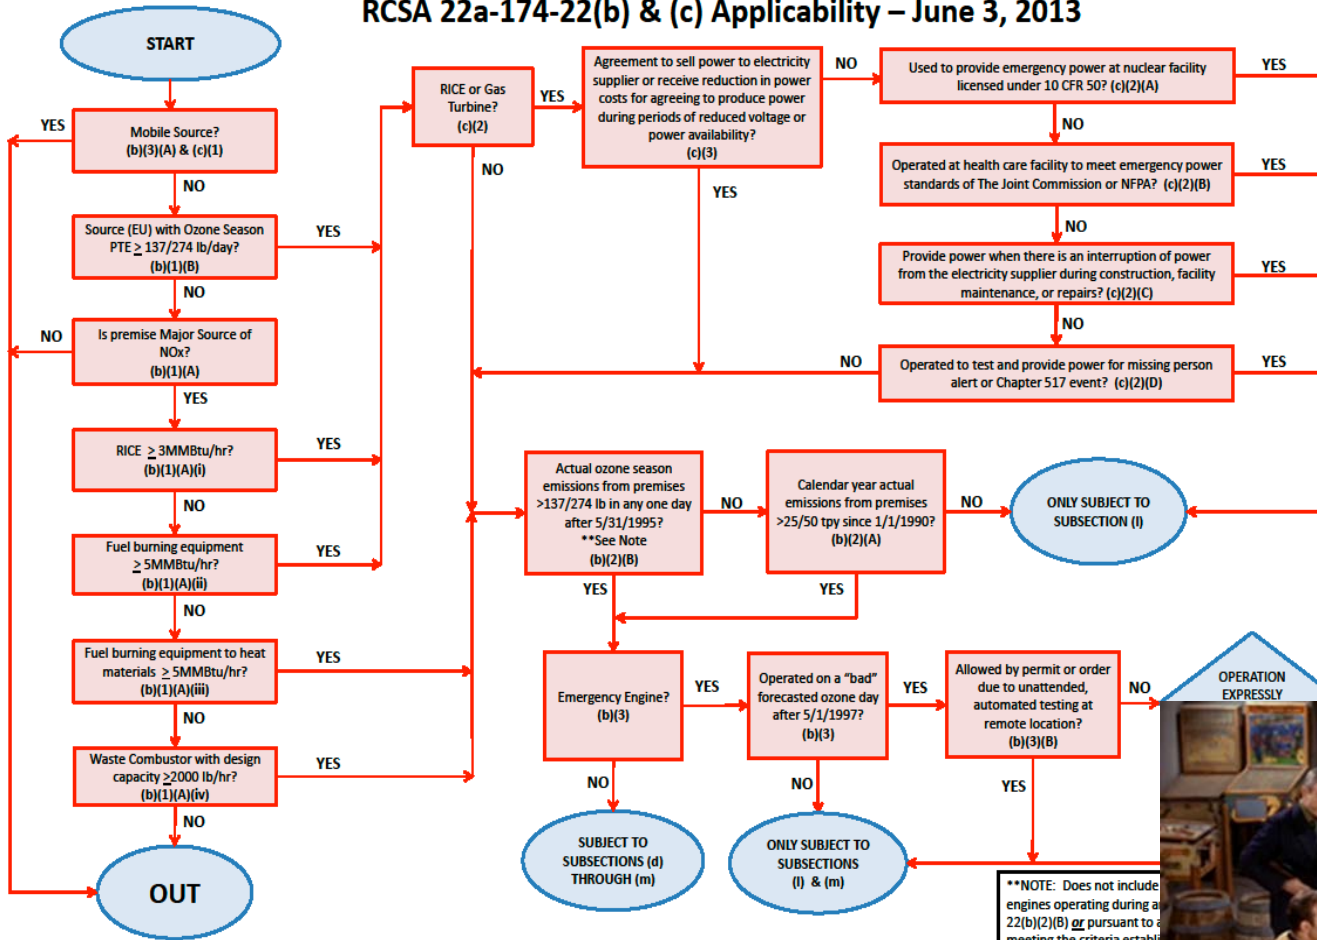 RCSA 22a-174-22(b) & (c) Applicability – June 3, 2013
START
Mobile Source?
(b)(3)(A) & (c)(1)
YES
NO
Source (EU) with Ozone Season
PTE ≥ 137/274 lb/day?
(b)(1)(B)
YES
NO
Is premise Major Source of
NOx?
(b)(1)(A)
NO
YES
RICE ≥ 3MMBtu/hr?
(b)(1)(A)(i)
YES
NO
Fuel burning equipment
≥ 5MMBtu/hr?
(b)(1)(A)(ii)
YES
NO
Fuel burning equipment to heat
materials ≥ 5MMBtu/hr?
(b)(1)(A)(iii)
YES
NO
Waste Combustor with design
capacity ≥2000 lb/hr?
(b)(1)(A)(iv)
YES
NO
OUT
RICE or Gas
Turbine?
(c)(2)
YES
NO
Agreement to sell power to electricity
supplier or receive reduction in power
costs for agreeing to produce power
during periods of reduced voltage or
power availability?
(c)(3)
NO
YES
Used to provide emergency power at nuclear facility
licensed under 10 CFR 50? (c)(2)(A)
YES
NO
Operated at health care facility to meet emergency power
standards of The Joint Commission or NFPA? (c)(2)(B)
YES
NO
Provide power when there is an interruption of power
from the electricity supplier during construction, facility
maintenance, or repairs? (c)(2)(C)
YES
NO
Operated to test and provide power for missing person
alert or Chapter 517 event? (c)(2)(D)
NO
YES
Actual ozone season
emissions from premises
>137/274 lb in any one day
after 5/31/1995?
**See Note
(b)(2)(B)
NO
YES
Calendar year actual
emissions from premises
>25/50 tpy since 1/1/1990?
(b)(2)(A)
NO
YES
ONLY SUBJECT TO
SUBSECTION (l)
Emergency Engine?
(b)(3)
YES
NO
Operated on a "bad"
forecasted ozone day
after 5/1/1997?
(b)(3)
YES
NO
Allowed by permit or order
due to unattended,
automated testing at
remote location?
(b)(3)(B)
NO
YES
OPERATION
EXPRESSLY
SUBJECT TO
SUBSECTIONS (d)
THROUGH (m)
ONLY SUBJECT TO
SUBSECTIONS
(l) & (m)
**NOTE: Does not include
engines operating during
22(b)(2)(B) or pursuant to
meeting the criteria